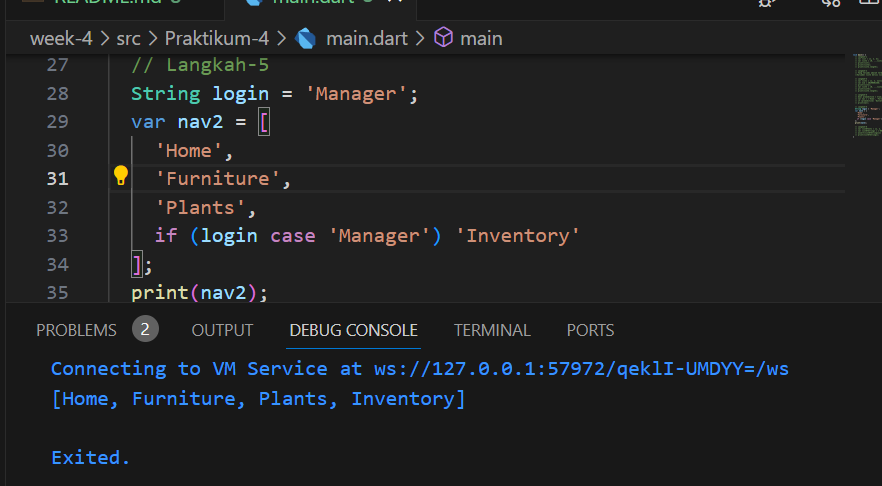 README.md main.dart
week-4 > src > Praktikum-4 > main.dart > main
27 // Langkah-5
28 String login = 'Manager';
29 var nav2 = [
30 'Home',
31 'Furniture',
32 'Plants',
33 if (login case 'Manager') 'Inventory'
34 ];
35 print(nav2);
PROBLEMS 2 OUTPUT DEBUG CONSOLE TERMINAL PORTS
Connecting to VM Service at ws://127.0.0.1:57972/qeklI-UMDYY=/ws
[Home, Furniture, Plants, Inventory]
Exited.